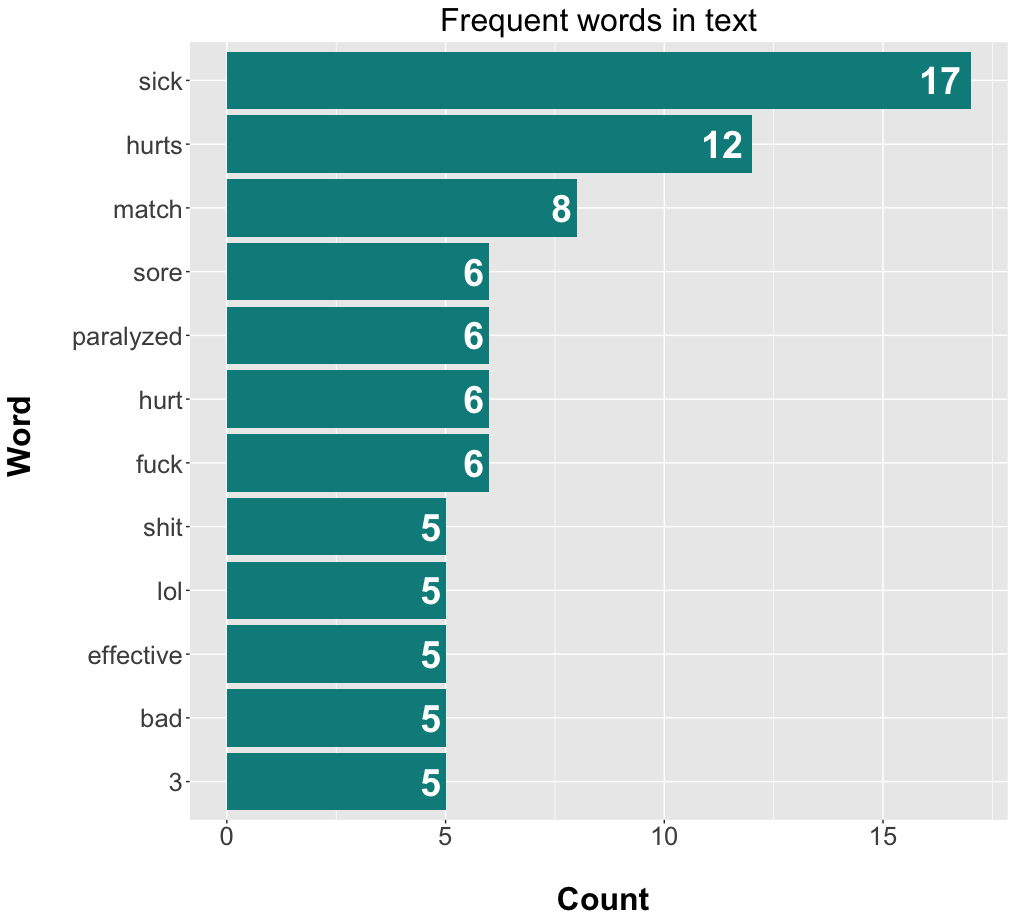 Frequent words in text
Word
sick 17
hurts 12
match 8
sore 6
paralyzed 6
hurt 6
fuck 6
shit 5
lol 5
effective 5
bad 5
3 5
0 5 10 15
Count